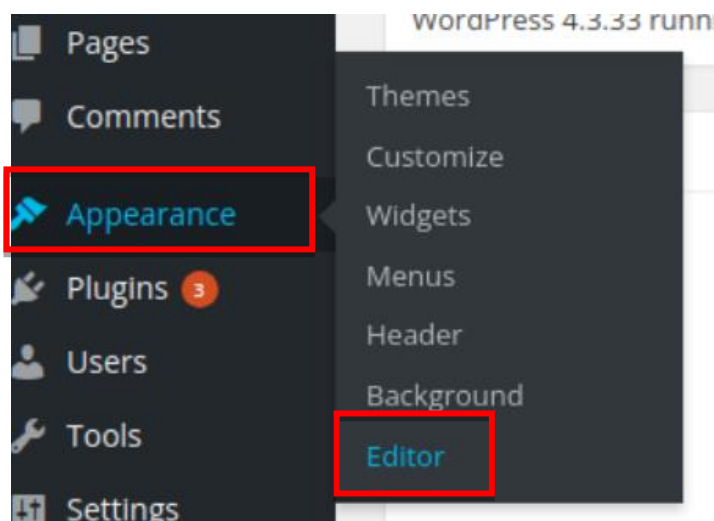 WordPress 4.3.33 runn
Pages
Comments
Appearance
Plugins 3
Users
Tools
Settings
Themes
Customize
Widgets
Menus
Header
Background
Editor